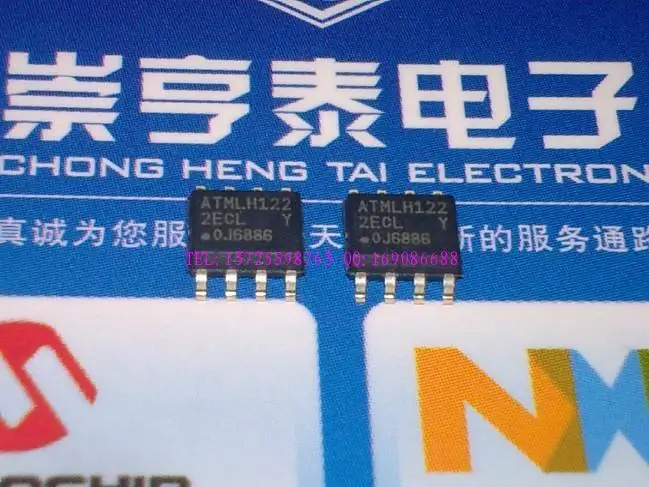 崇亨泰电子
CHONG HENG TAI ELECTRON
ATMLH122
2ECL Y
0J6886
ATMLH122
2ECL Y
0J6886
真诚为您服
天
新的服务通路
TEL:15725598763 QQ:169086688